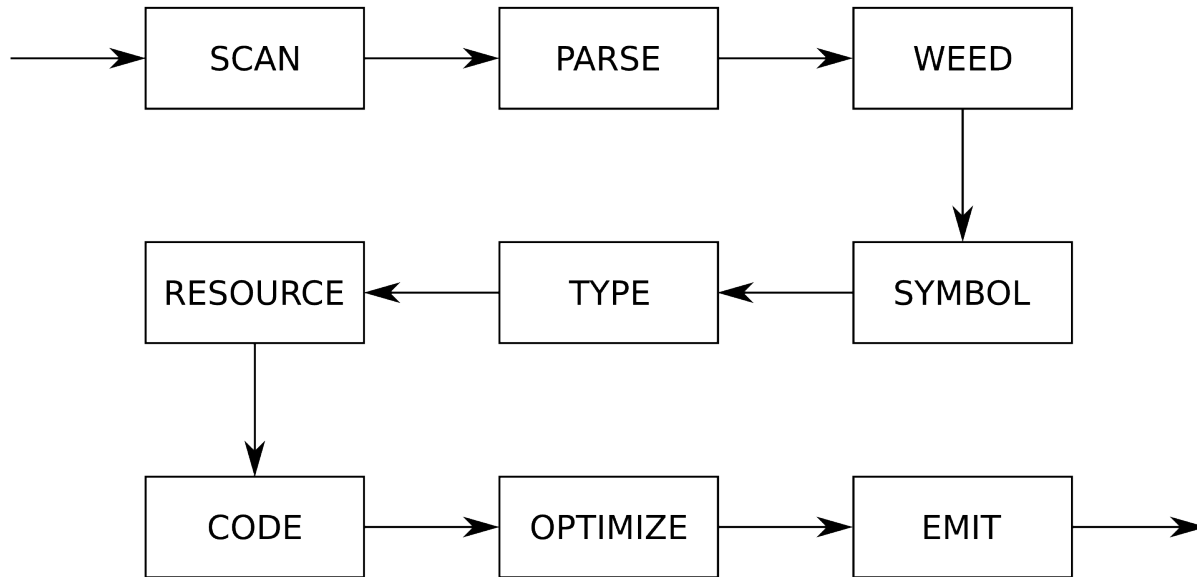 SCAN
PARSE
WEED
RESOURCE
TYPE
SYMBOL
CODE
OPTIMIZE
EMIT